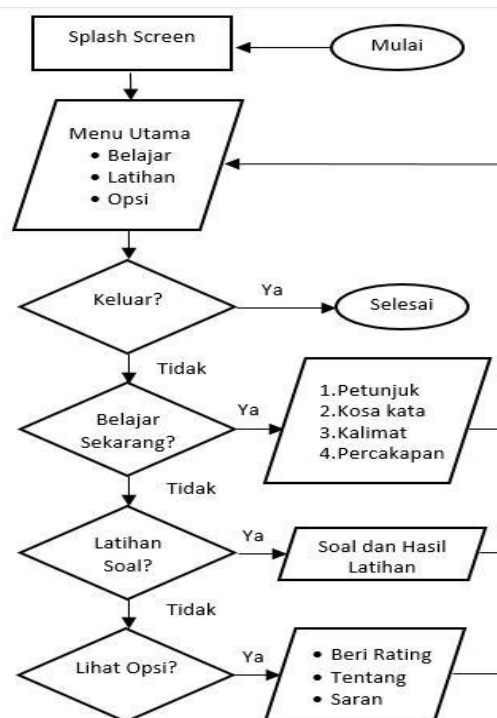 Splash Screen
Mulai
Menu Utama
• Belajar
• Latihan
• Opsi
Keluar?
Ya
Selesai
Tidak
Belajar
Sekarang?
Ya
1.Petunjuk
2.Kosa kata
3.Kalimat
4.Percakapan
Tidak
Latihan
Soal?
Ya
Soal dan Hasil
Latihan
Tidak
Lihat Opsi?
Ya
• Beri Rating
• Tentang
• Saran